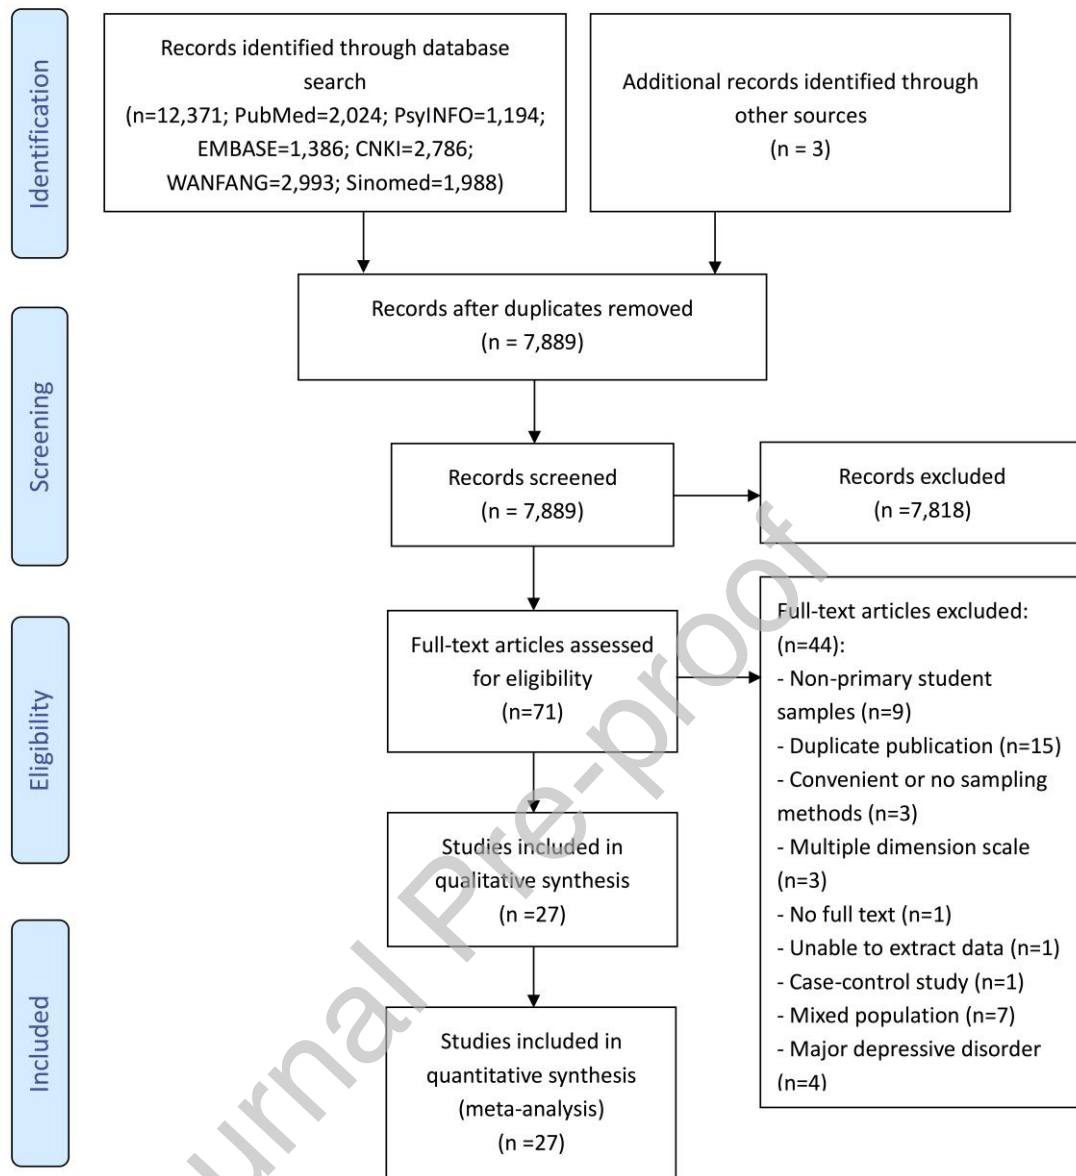 Identification
Records identified through database
search
(n=12,371; PubMed=2,024; PsyINFO=1,194;
EMBASE=1,386; CNKI=2,786;
WANFANG=2,993; Sinomed=1,988)
Additional records identified through
other sources
(n = 3)
Records after duplicates removed
(n = 7,889)
Screening
Records screened
(n = 7,889)
Records excluded
(n =7,818)
Eligibility
Full-text articles assessed
for eligibility
(n=71)
Full-text articles excluded:
(n=44):
- Non-primary student
samples (n=9)
- Duplicate publication (n=15)
- Convenient or no sampling
methods (n=3)
- Multiple dimension scale
(n=3)
- No full text (n=1)
- Unable to extract data (n=1)
- Case-control study (n=1)
- Mixed population (n=7)
- Major depressive disorder
(n=4)
Studies included in
qualitative synthesis
(n =27)
Included
Studies included in
quantitative synthesis
(meta-analysis)
(n =27)
urnal Pre-proof